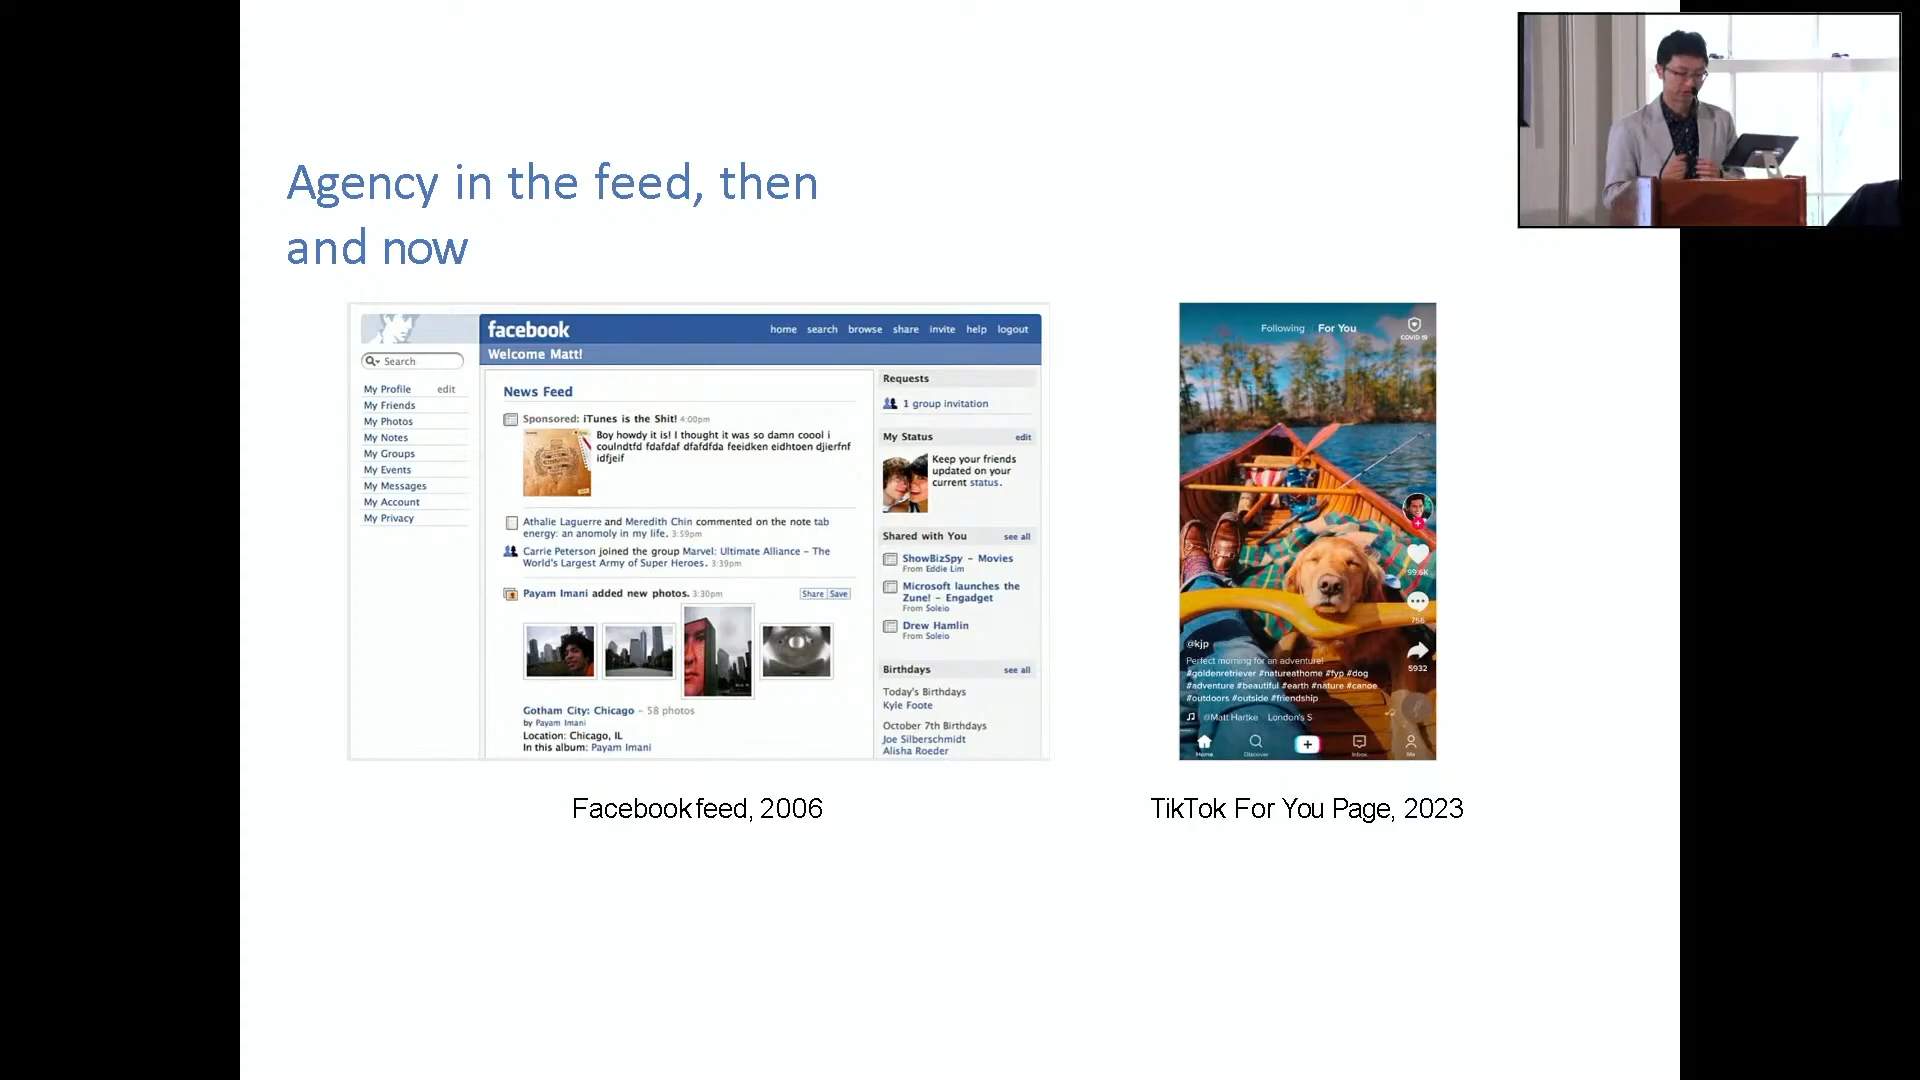 Agency in the feed, then
and now
facebook
home search browse share invite help logout
Welcome Matt!
Search
My Profile edit
My Friends
My Photos
My Notes
My Groups
My Events
My Messages
My Account
My Privacy
News Feed
Sponsored: iTunes is the Shit! 4:00pm
Boy howdy it is! I thought it was so damn coool i
coulndtfd fdafdaf dfafdfda feeidken eidhtoen djierfnf
idfjeif
Athalie Laguerre and Meredith Chin commented on the note tab
energy: an anomoly in my life. 3:59pm
Carrie Peterson joined the group Marvel: Ultimate Alliance – The
World's Largest Army of Super Heroes. 3:39pm
Payam Imani added new photos. 3:30pm
Share Save
Gotham City: Chicago – 58 photos
by Payam Imani
Location: Chicago, IL
In this album: Payam Imani
Requests
1 group invitation
My Status edit
Keep your friends
updated on your
current status.
Shared with You see all
ShowBizSpy – Movies
From Eddie Lim
Microsoft launches the
Zune! – Engadget
From Soleio
Drew Hamlin
From Soleio
Birthdays see all
Today's Birthdays
Kyle Foote
October 7th Birthdays
Joe Silberschmidt
Alisha Roeder
Following For You
COVID 19
99.6K
756
5932
@kjp
Perfect morning for an adventure!
#goldenretriever #natureathome #fyp #dog
#adventure #beautiful #earth #nature #canoe
#outdoors #outside #friendship
@Matt Hartke London's S
Home Discover Inbox Me
Facebook feed, 2006
TikTok For You Page, 2023